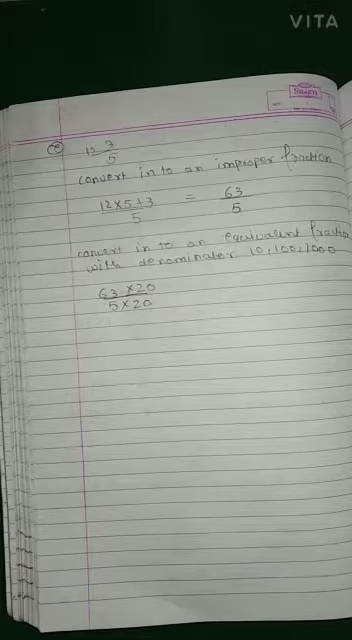 VITA
Sundaram
(c) 12 3/5
convert in to an improper fraction
12×5+3/5 = 63/5
convert in to an equivalent fraction
with denominator 10,100,1000
63×20/5×20